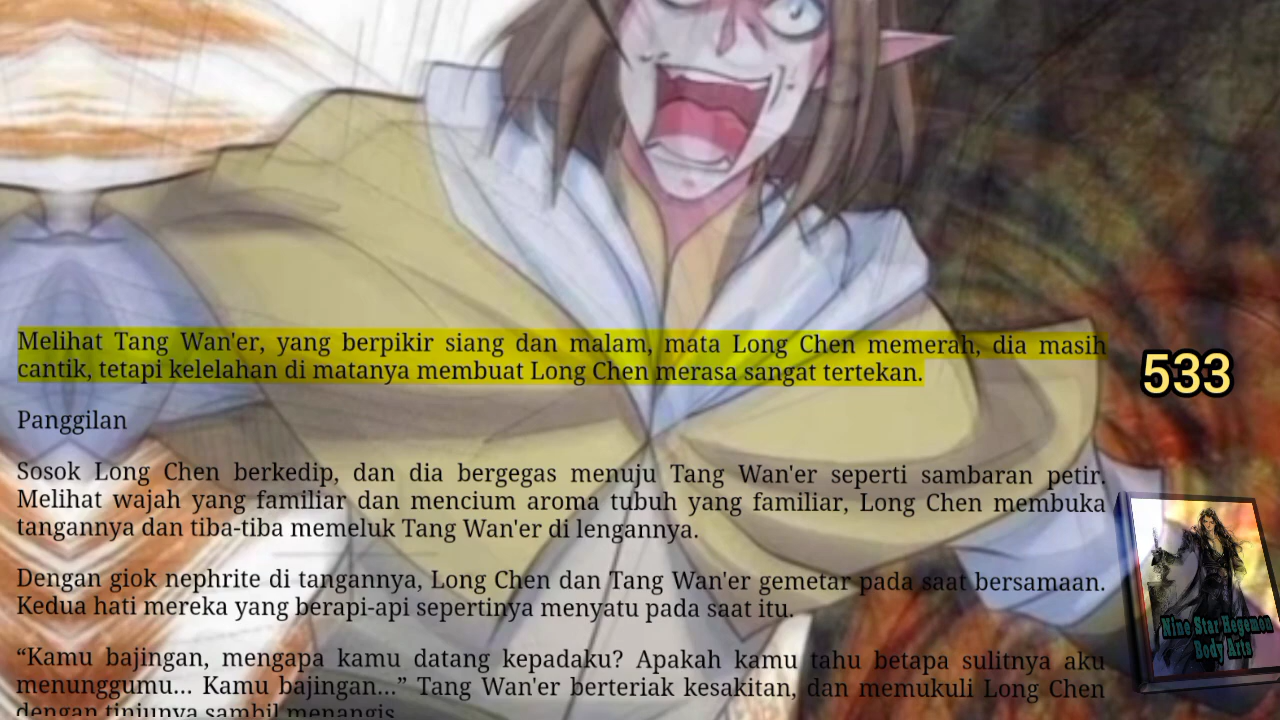 Melihat Tang Wan'er, yang berpikir siang dan malam, mata Long Chen memerah, dia masih
cantik, tetapi kelelahan di matanya membuat Long Chen merasa sangat tertekan.
533
Panggilan
Sosok Long Chen berkedip, dan dia bergegas menuju Tang Wan'er seperti sambaran petir.
Melihat wajah yang familiar dan mencium aroma tubuh yang familiar, Long Chen membuka
tangannya dan tiba-tiba memeluk Tang Wan'er di lengannya.
Dengan giok nephrite di tangannya, Long Chen dan Tang Wan'er gemetar pada saat bersamaan.
Kedua hati mereka yang berapi-api sepertinya menyatu pada saat itu.
“Kamu bajingan, mengapa kamu datang kepadaku? Apakah kamu tahu betapa sulitnya aku
menunggumu... Kamu bajingan...” Tang Wan'er berteriak kesakitan, dan memukuli Long Chen
dengan tinjunya sambil menangis.
Nine Star Hegemon
Body Arts